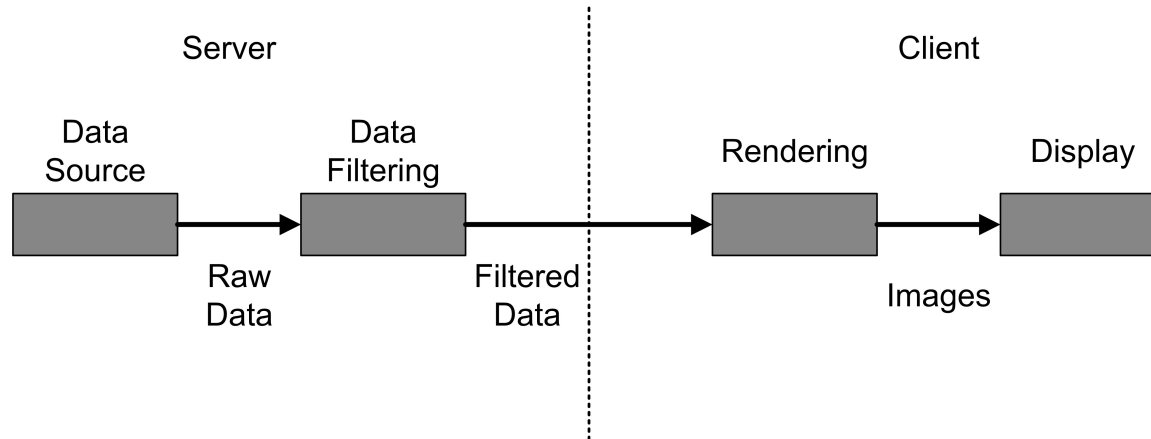 Server
Client
Data
Source
Data
Filtering
Rendering
Display
Raw
Data
Filtered
Data
Images